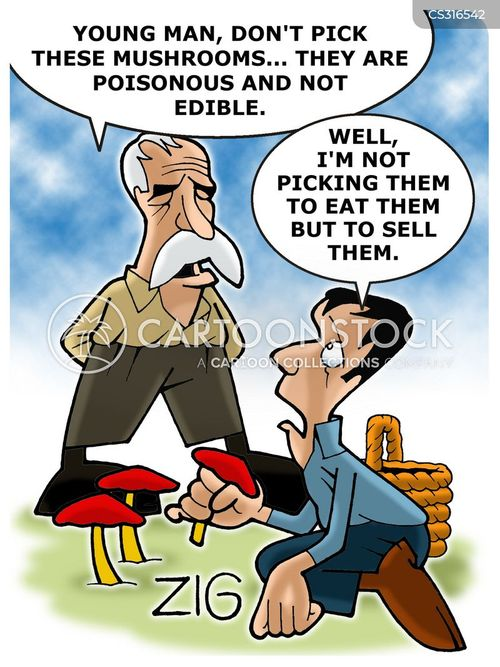 CS316542
YOUNG MAN, DON'T PICK
THESE MUSHROOMS... THEY ARE
POISONOUS AND NOT
EDIBLE.
WELL,
I'M NOT
PICKING THEM
TO EAT THEM
BUT TO SELL
THEM.
CARTOONSTOCK
A CARTOON COLLECTIONS COMPANY
ZIG